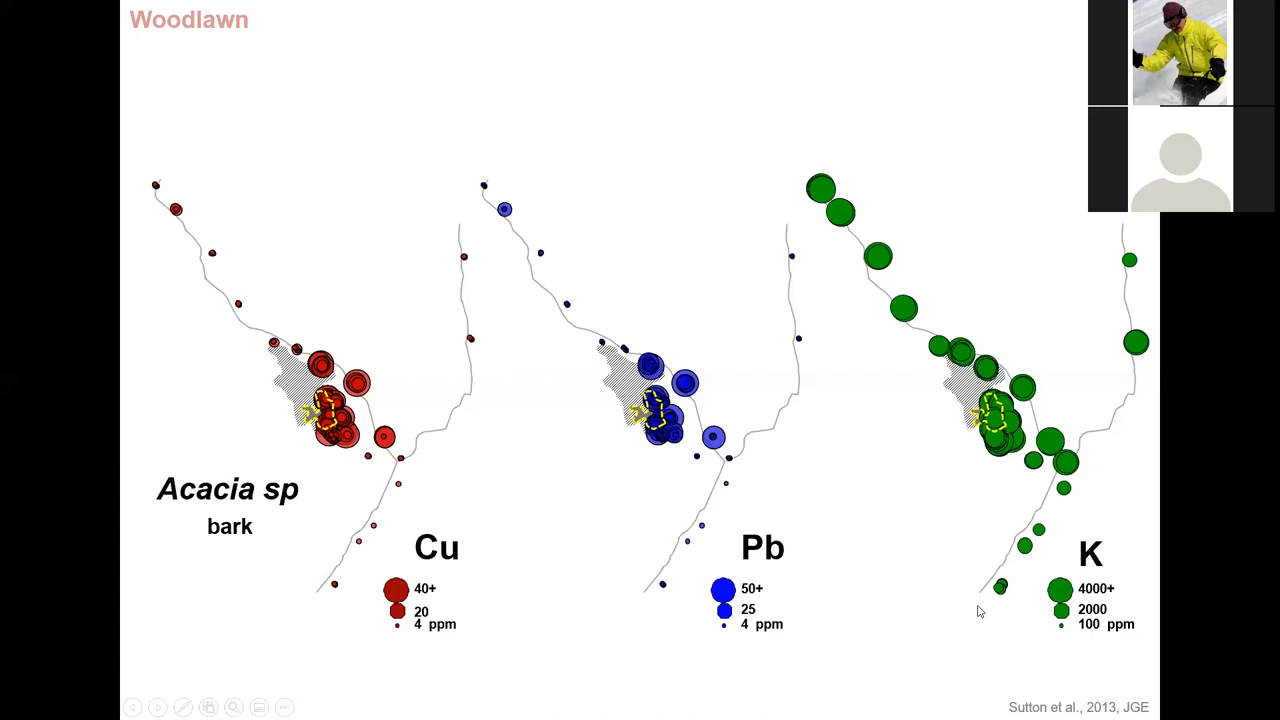 Woodlawn
Acacia sp
bark
Cu
40+
20
4 ppm
Pb
50+
25
4 ppm
K
4000+
2000
100 ppm
Sutton et al., 2013, JGE